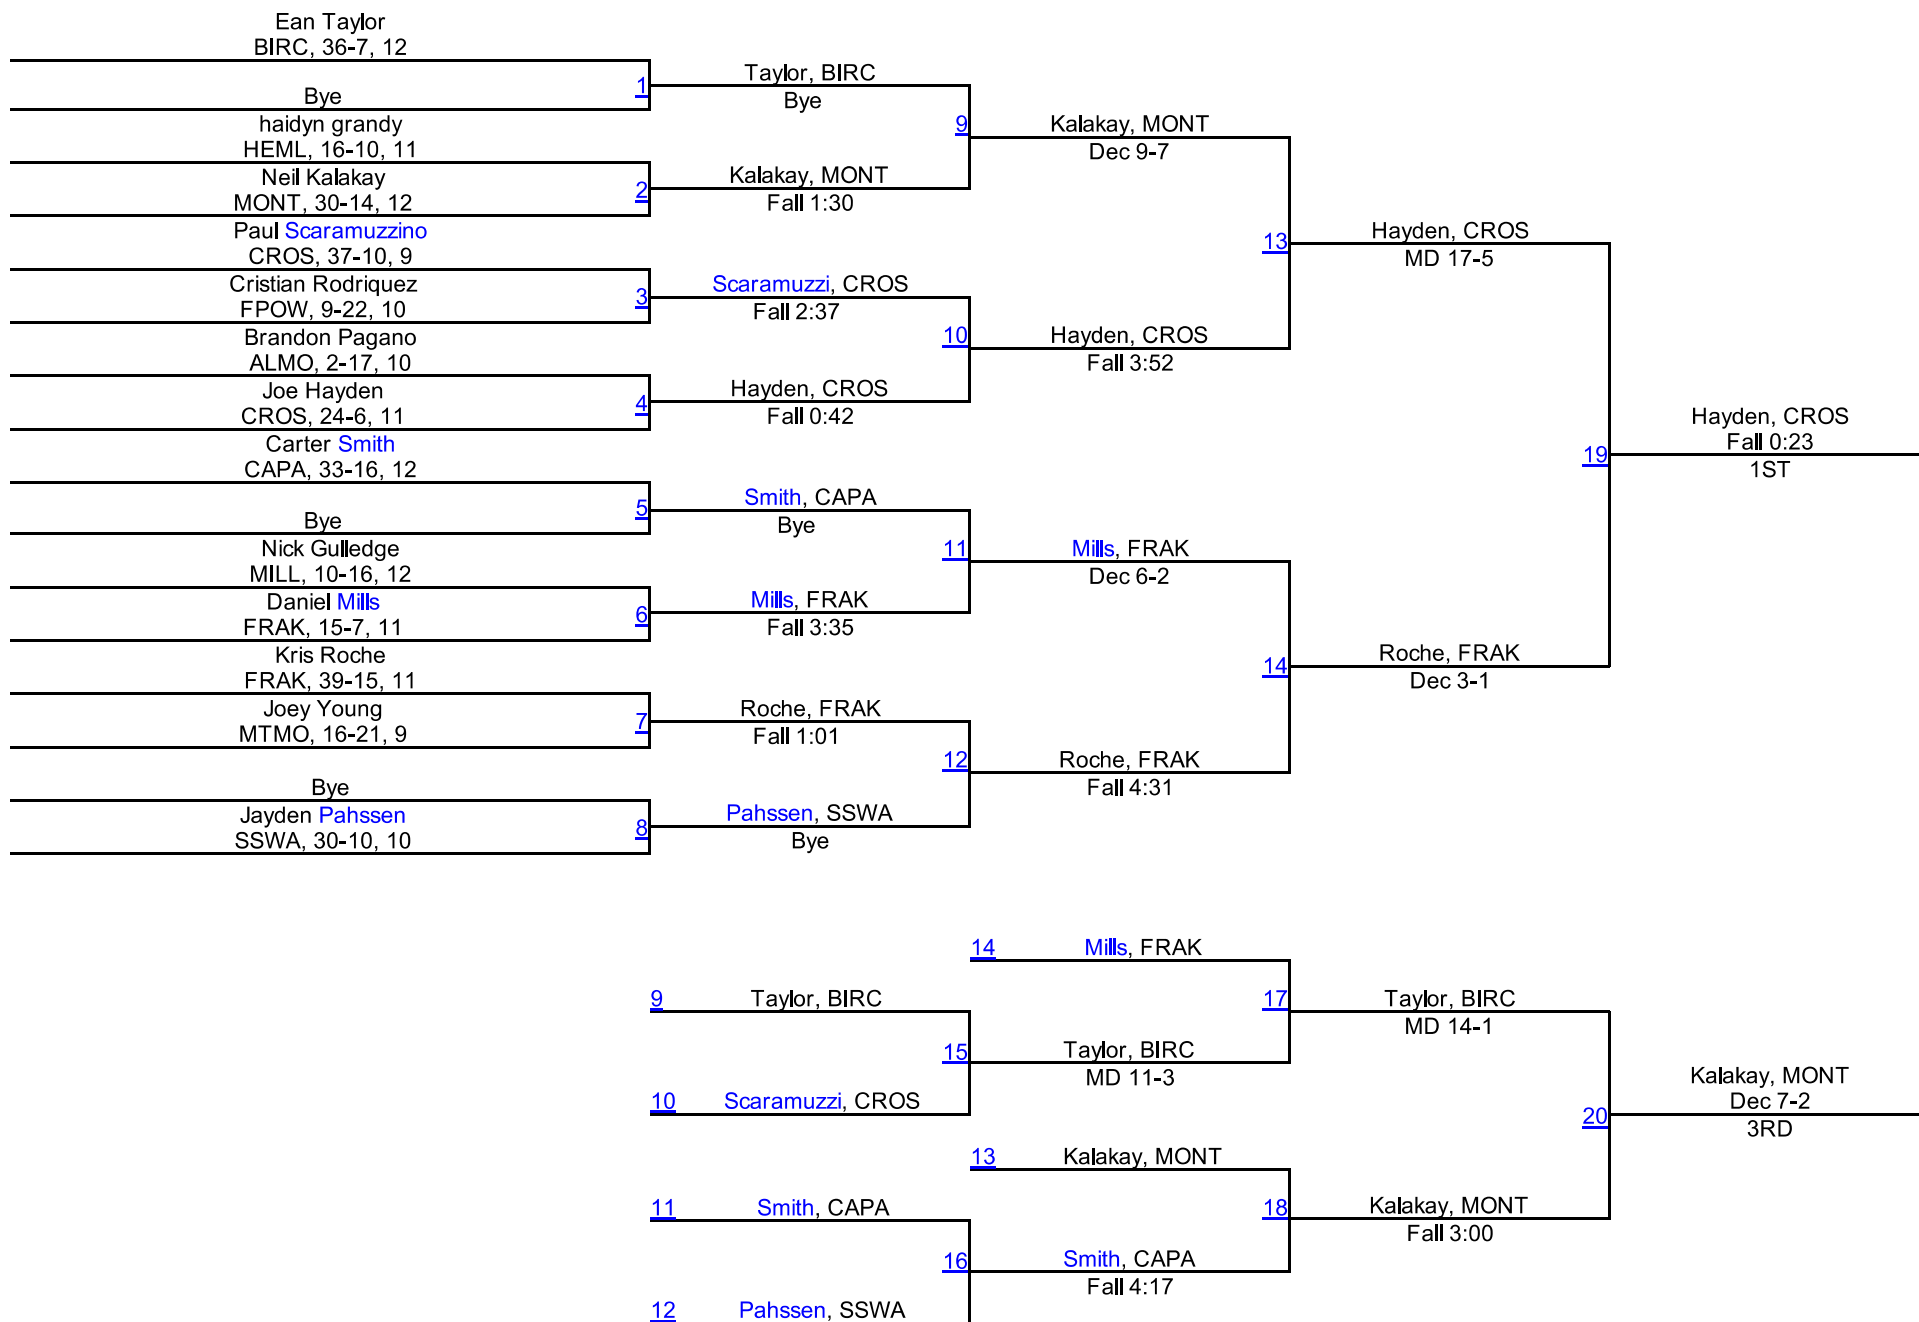 Ean Taylor
BIRC, 36-7, 12
1
Bye
Taylor, BIRC
Bye
haidyn grandy
HEML, 16-10, 11
2
Neil Kalakay
MONT, 30-14, 12
Kalakay, MONT
Fall 1:30
9
Kalakay, MONT
Dec 9-7
Paul Scaramuzzino
CROS, 37-10, 9
3
Cristian Rodriquez
FPOW, 9-22, 10
Scaramuzzi, CROS
Fall 2:37
Brandon Pagano
ALMO, 2-17, 10
4
Joe Hayden
CROS, 24-6, 11
Hayden, CROS
Fall 0:42
10
Hayden, CROS
Fall 3:52
13
Hayden, CROS
MD 17-5
Carter Smith
CAPA, 33-16, 12
5
Bye
Smith, CAPA
Bye
Nick Gulledge
MILL, 10-16, 12
6
Daniel Mills
FRAK, 15-7, 11
Mills, FRAK
Fall 3:35
11
Mills, FRAK
Dec 6-2
Kris Roche
FRAK, 39-15, 11
7
Joey Young
MTMO, 16-21, 9
Roche, FRAK
Fall 1:01
Bye
8
Jayden Pahssen
SSWA, 30-10, 10
Pahssen, SSWA
Bye
12
Roche, FRAK
Fall 4:31
14
Roche, FRAK
Dec 3-1
19
Hayden, CROS
Fall 0:23
1ST
14
Mills, FRAK
9
Taylor, BIRC
10
Scaramuzzi, CROS
15
Taylor, BIRC
MD 11-3
17
Taylor, BIRC
MD 14-1
13
Kalakay, MONT
11
Smith, CAPA
12
Pahssen, SSWA
16
Smith, CAPA
Fall 4:17
18
Kalakay, MONT
Fall 3:00
20
Kalakay, MONT
Dec 7-2
3RD